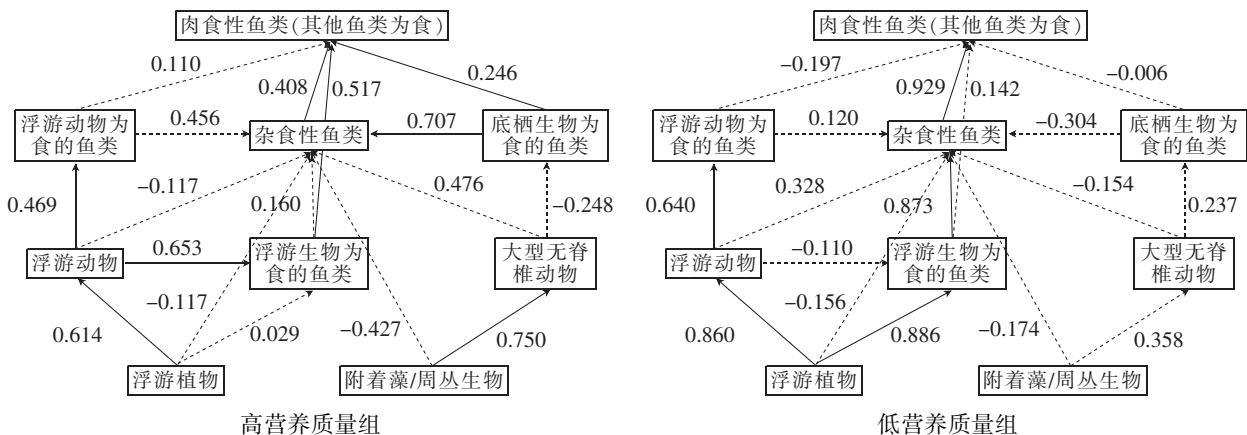 肉食性鱼类(其他鱼类为食)
0.110
0.408
0.517
0.246
浮游动物为
食的鱼类
0.456
杂食性鱼类
0.707
底栖生物为
食的鱼类
0.469
−0.117
0.160
0.476
−0.248
浮游动物
0.653
浮游生物为
食的鱼类
大型无脊
椎动物
0.614
−0.117
0.029
−0.427
0.750
浮游植物
附着藻/周丛生物
高营养质量组
肉食性鱼类(其他鱼类为食)
−0.197
0.929
0.142
−0.006
浮游动物为
食的鱼类
0.120
杂食性鱼类
−0.304
底栖生物为
食的鱼类
0.640
0.328
0.873
−0.154
0.237
浮游动物
−0.110
浮游生物为
食的鱼类
大型无脊
椎动物
0.860
−0.156
0.886
−0.174
0.358
浮游植物
附着藻/周丛生物
低营养质量组